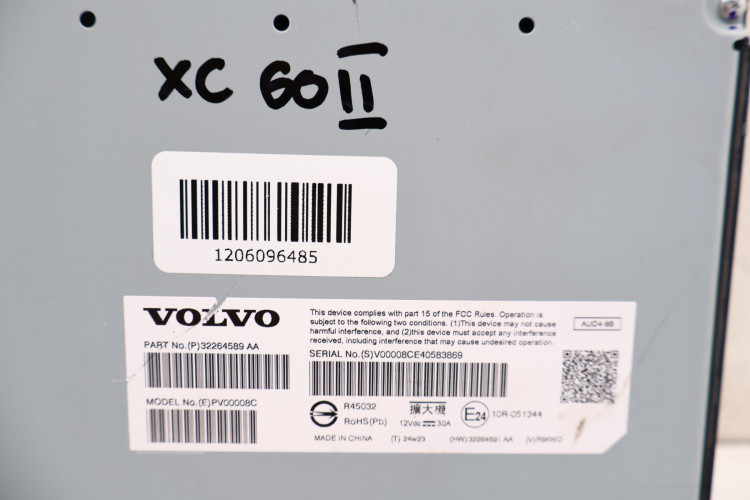 XC 60 II
1206096485
VOLVO
This device complies with part 15 of the FCC Rules. Operation is
subject to the following two conditions. (1)This device may not cause
harmful interference, and (2)this device must accept any interference
received, including interference that may cause undesired operation.
AUD4-9B
PART No.(P)32264589 AA
SERIAL No.(S)V00008CE40583869
MODEL No.(E)PV00008C
R45032
RoHS(Pb)
擴大機
12Vdc 30A
E24
10R-051344
MADE IN CHINA
(T) 24w23
(HW)32264591 AA